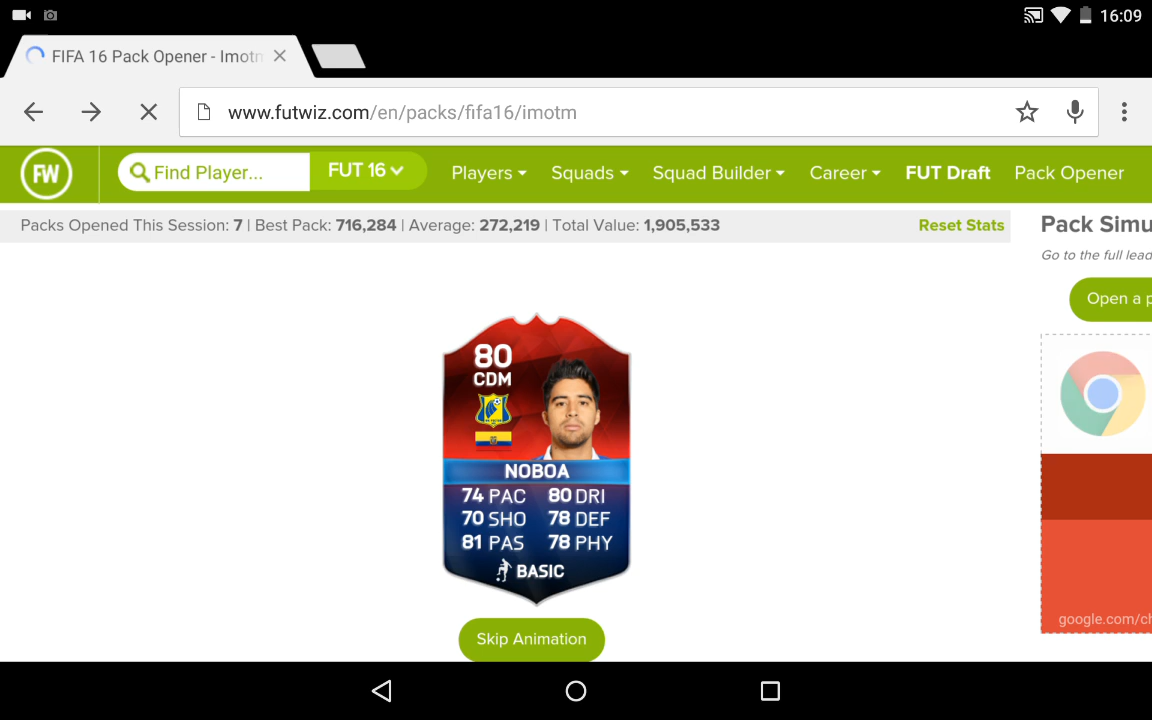 16:09
FIFA 16 Pack Opener - Imotm
www.futwiz.com/en/packs/fifa16/imotm
FW
Find Player...
FUT 16
Players
Squads
Squad Builder
Career
FUT Draft
Pack Opener
Packs Opened This Session: 7 | Best Pack: 716,284 | Average: 272,219 | Total Value: 1,905,533
Reset Stats
Pack Simu
Go to the full lead
Open a p
80
CDM
NOBOA
74 PAC 80 DRI
70 SHO 78 DEF
81 PAS 78 PHY
BASIC
Skip Animation
google.com/ch